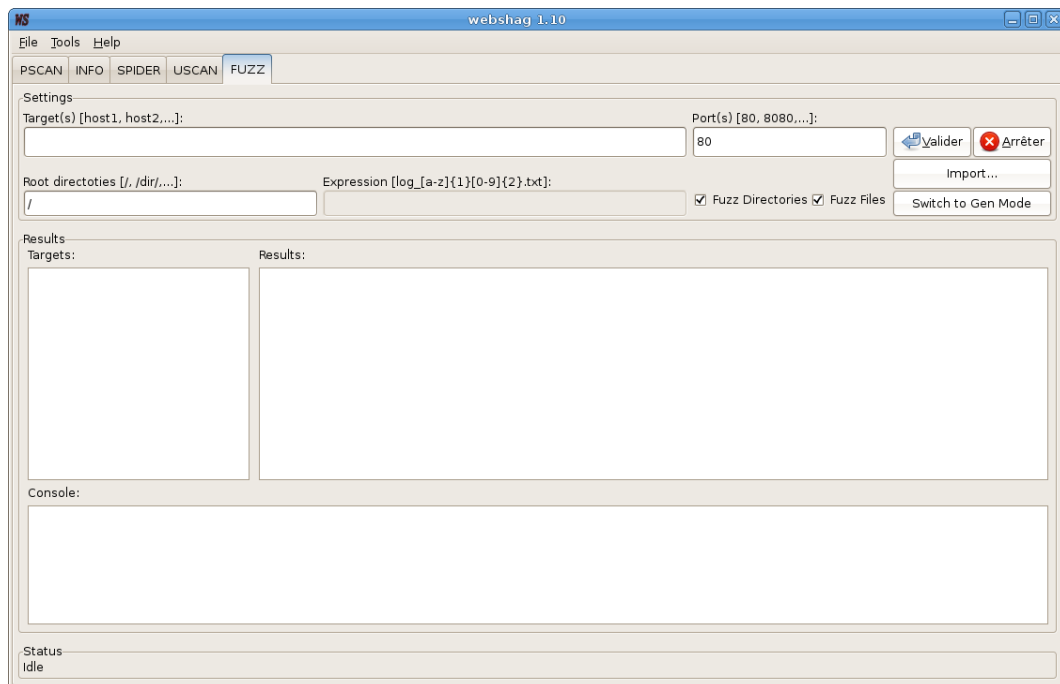 WS webshag 1.10
File Tools Help
PSCAN INFO SPIDER USCAN FUZZ
Settings
Target(s) [host1, host2,...]: Port(s) [80, 8080,...]:
80 Valider Arrêter
Import...
Root directoties [/, /dir/,...]: Expression [log_[a-z]{1}[0-9]{2}.txt]:
/ Fuzz Directories Fuzz Files Switch to Gen Mode
Results
Targets: Results:
Console:
Status
Idle